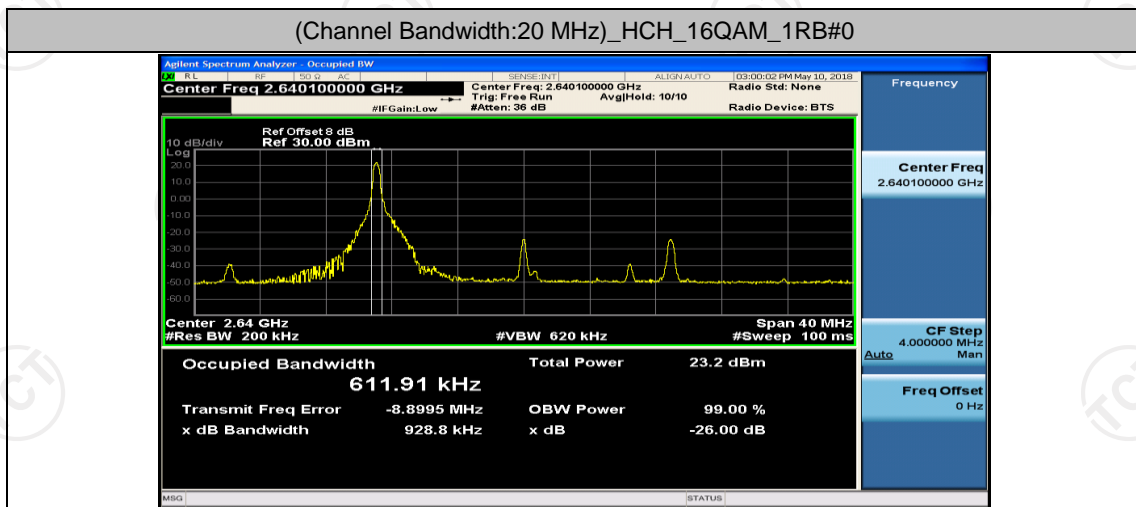 (Channel Bandwidth:20 MHz)_HCH_16QAM_1RB#0
Agilent Spectrum Analyzer - Occupied BW
LXI RL RF 50 Ω AC SENSE:INT ALIGN AUTO 03:00:02 PM May 10, 2018
Center Freq 2.640100000 GHz
Center Freq: 2.640100000 GHz
Radio Std: None
Trig: Free Run Avg|Hold: 10/10
#IFGain:Low
#Atten: 36 dB
Radio Device: BTS
Ref Offset 8 dB
10 dB/div Ref 30.00 dBm
Log
20.0
10.0
0.00
-10.0
-20.0
-30.0
-40.0
-50.0
-60.0
Center 2.64 GHz Span 40 MHz
#Res BW 200 kHz #VBW 620 kHz #Sweep 100 ms
Occupied Bandwidth Total Power 23.2 dBm
611.91 kHz
Transmit Freq Error -8.8995 MHz OBW Power 99.00 %
x dB Bandwidth 928.8 kHz x dB -26.00 dB
MSG STATUS
Frequency
Center Freq
2.640100000 GHz
CF Step
4.000000 MHz
Auto Man
Freq Offset
0 Hz
TCT
TCT